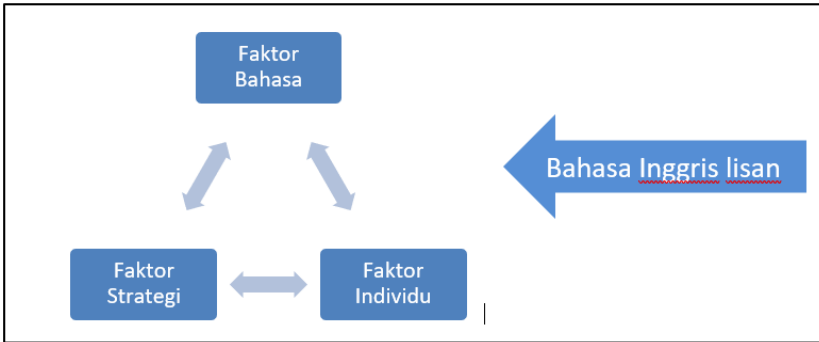 Faktor
Bahasa
Bahasa Inggris lisan
Faktor
Strategi
Faktor
Individu